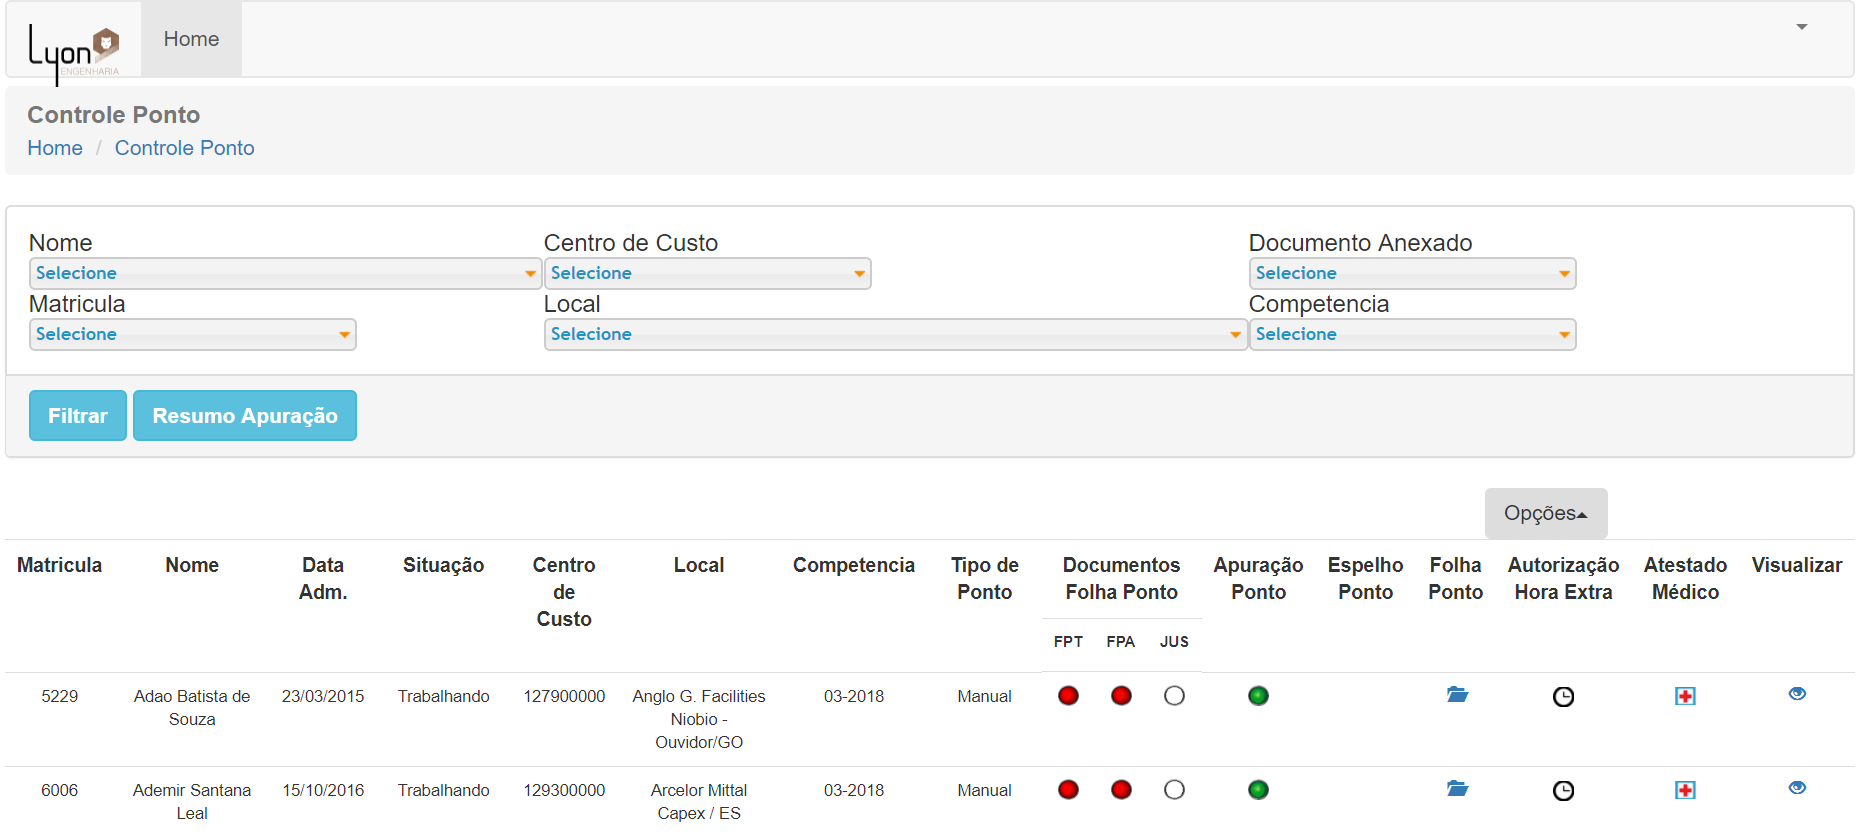 Lyon
ENGENHARIA
Home
Controle Ponto
Home / Controle Ponto
Nome Centro de Custo Documento Anexado
Selecione Selecione Selecione
Matricula Local Competencia
Selecione Selecione Selecione
Filtrar Resumo Apuração
Opções
Matricula Nome Data Situação Centro Local Competencia Tipo de Documentos Apuração Espelho Folha Autorização Atestado Visualizar
Adm. de Ponto Folha Ponto Ponto Ponto Ponto Hora Extra Médico
Custo
FPT FPA JUS
5229 Adao Batista de 23/03/2015 Trabalhando 127900000 Anglo G. Facilities 03-2018 Manual
Souza Niobio -
Ouvidor/GO
6006 Ademir Santana 15/10/2016 Trabalhando 129300000 Arcelor Mittal 03-2018 Manual
Leal Capex / ES